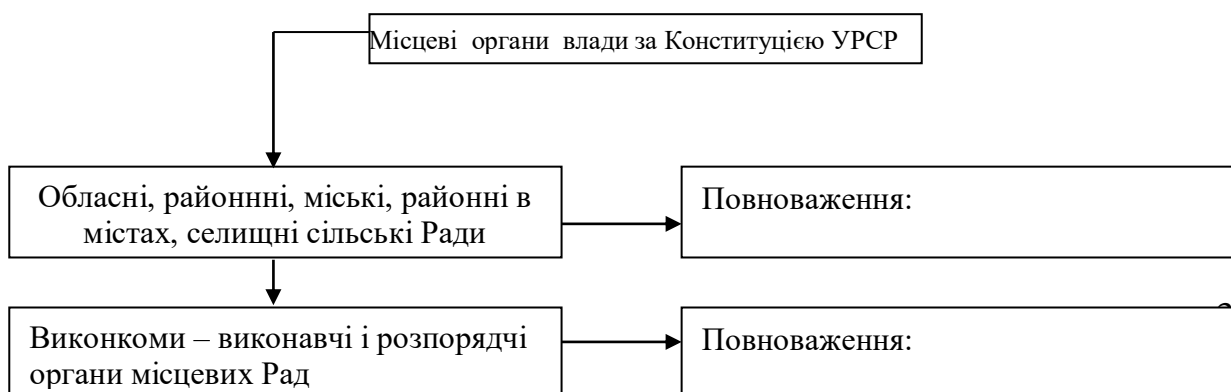 Місцеві органи влади за Конституцією УРСР
Обласні, районнні, міські, районні в
містах, селищні сільські Ради
Повноваження:
Виконкоми – виконавчі і розпорядчі
органи місцевих Рад
Повноваження: